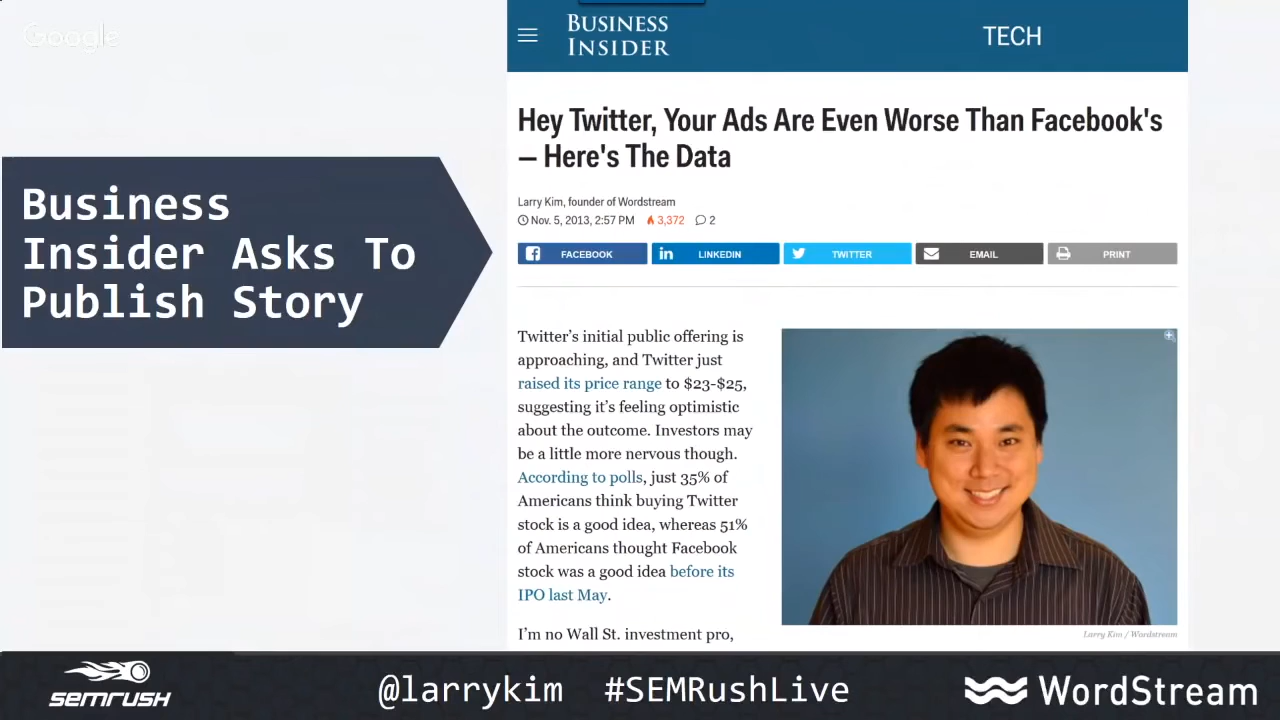 Google
BUSINESS
INSIDER
TECH
Hey Twitter, Your Ads Are Even Worse Than Facebook's
— Here's The Data
Larry Kim, founder of Wordstream
Nov. 5, 2013, 2:57 PM 3,372 2
FACEBOOK
LINKEDIN
TWITTER
EMAIL
PRINT
Business
Insider Asks To
Publish Story
Twitter’s initial public offering is
approaching, and Twitter just
raised its price range to $23-$25,
suggesting it’s feeling optimistic
about the outcome. Investors may
be a little more nervous though.
According to polls, just 35% of
Americans think buying Twitter
stock is a good idea, whereas 51%
of Americans thought Facebook
stock was a good idea before its
IPO last May.
I’m no Wall St. investment pro,
Larry Kim / Wordstream
SEMRUSH
@larrykim #SEMRushLive
WordStream